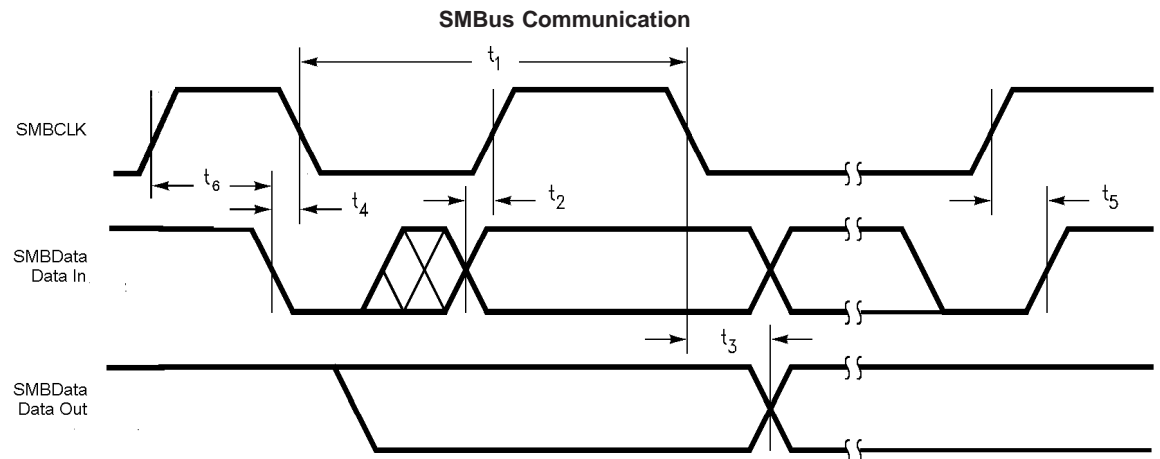 SMBus Communication
t1
SMBCLK
t6
t4
t2
t5
SMBData
Data In
t3
SMBData
Data Out